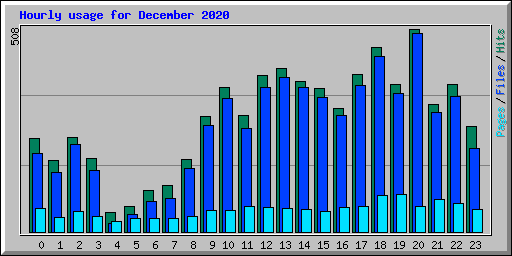 Hourly usage for December 2020
508
Pages/Files/Hits
0 1 2 3 4 5 6 7 8 9 10 11 12 13 14 15 16 17 18 19 20 21 22 23